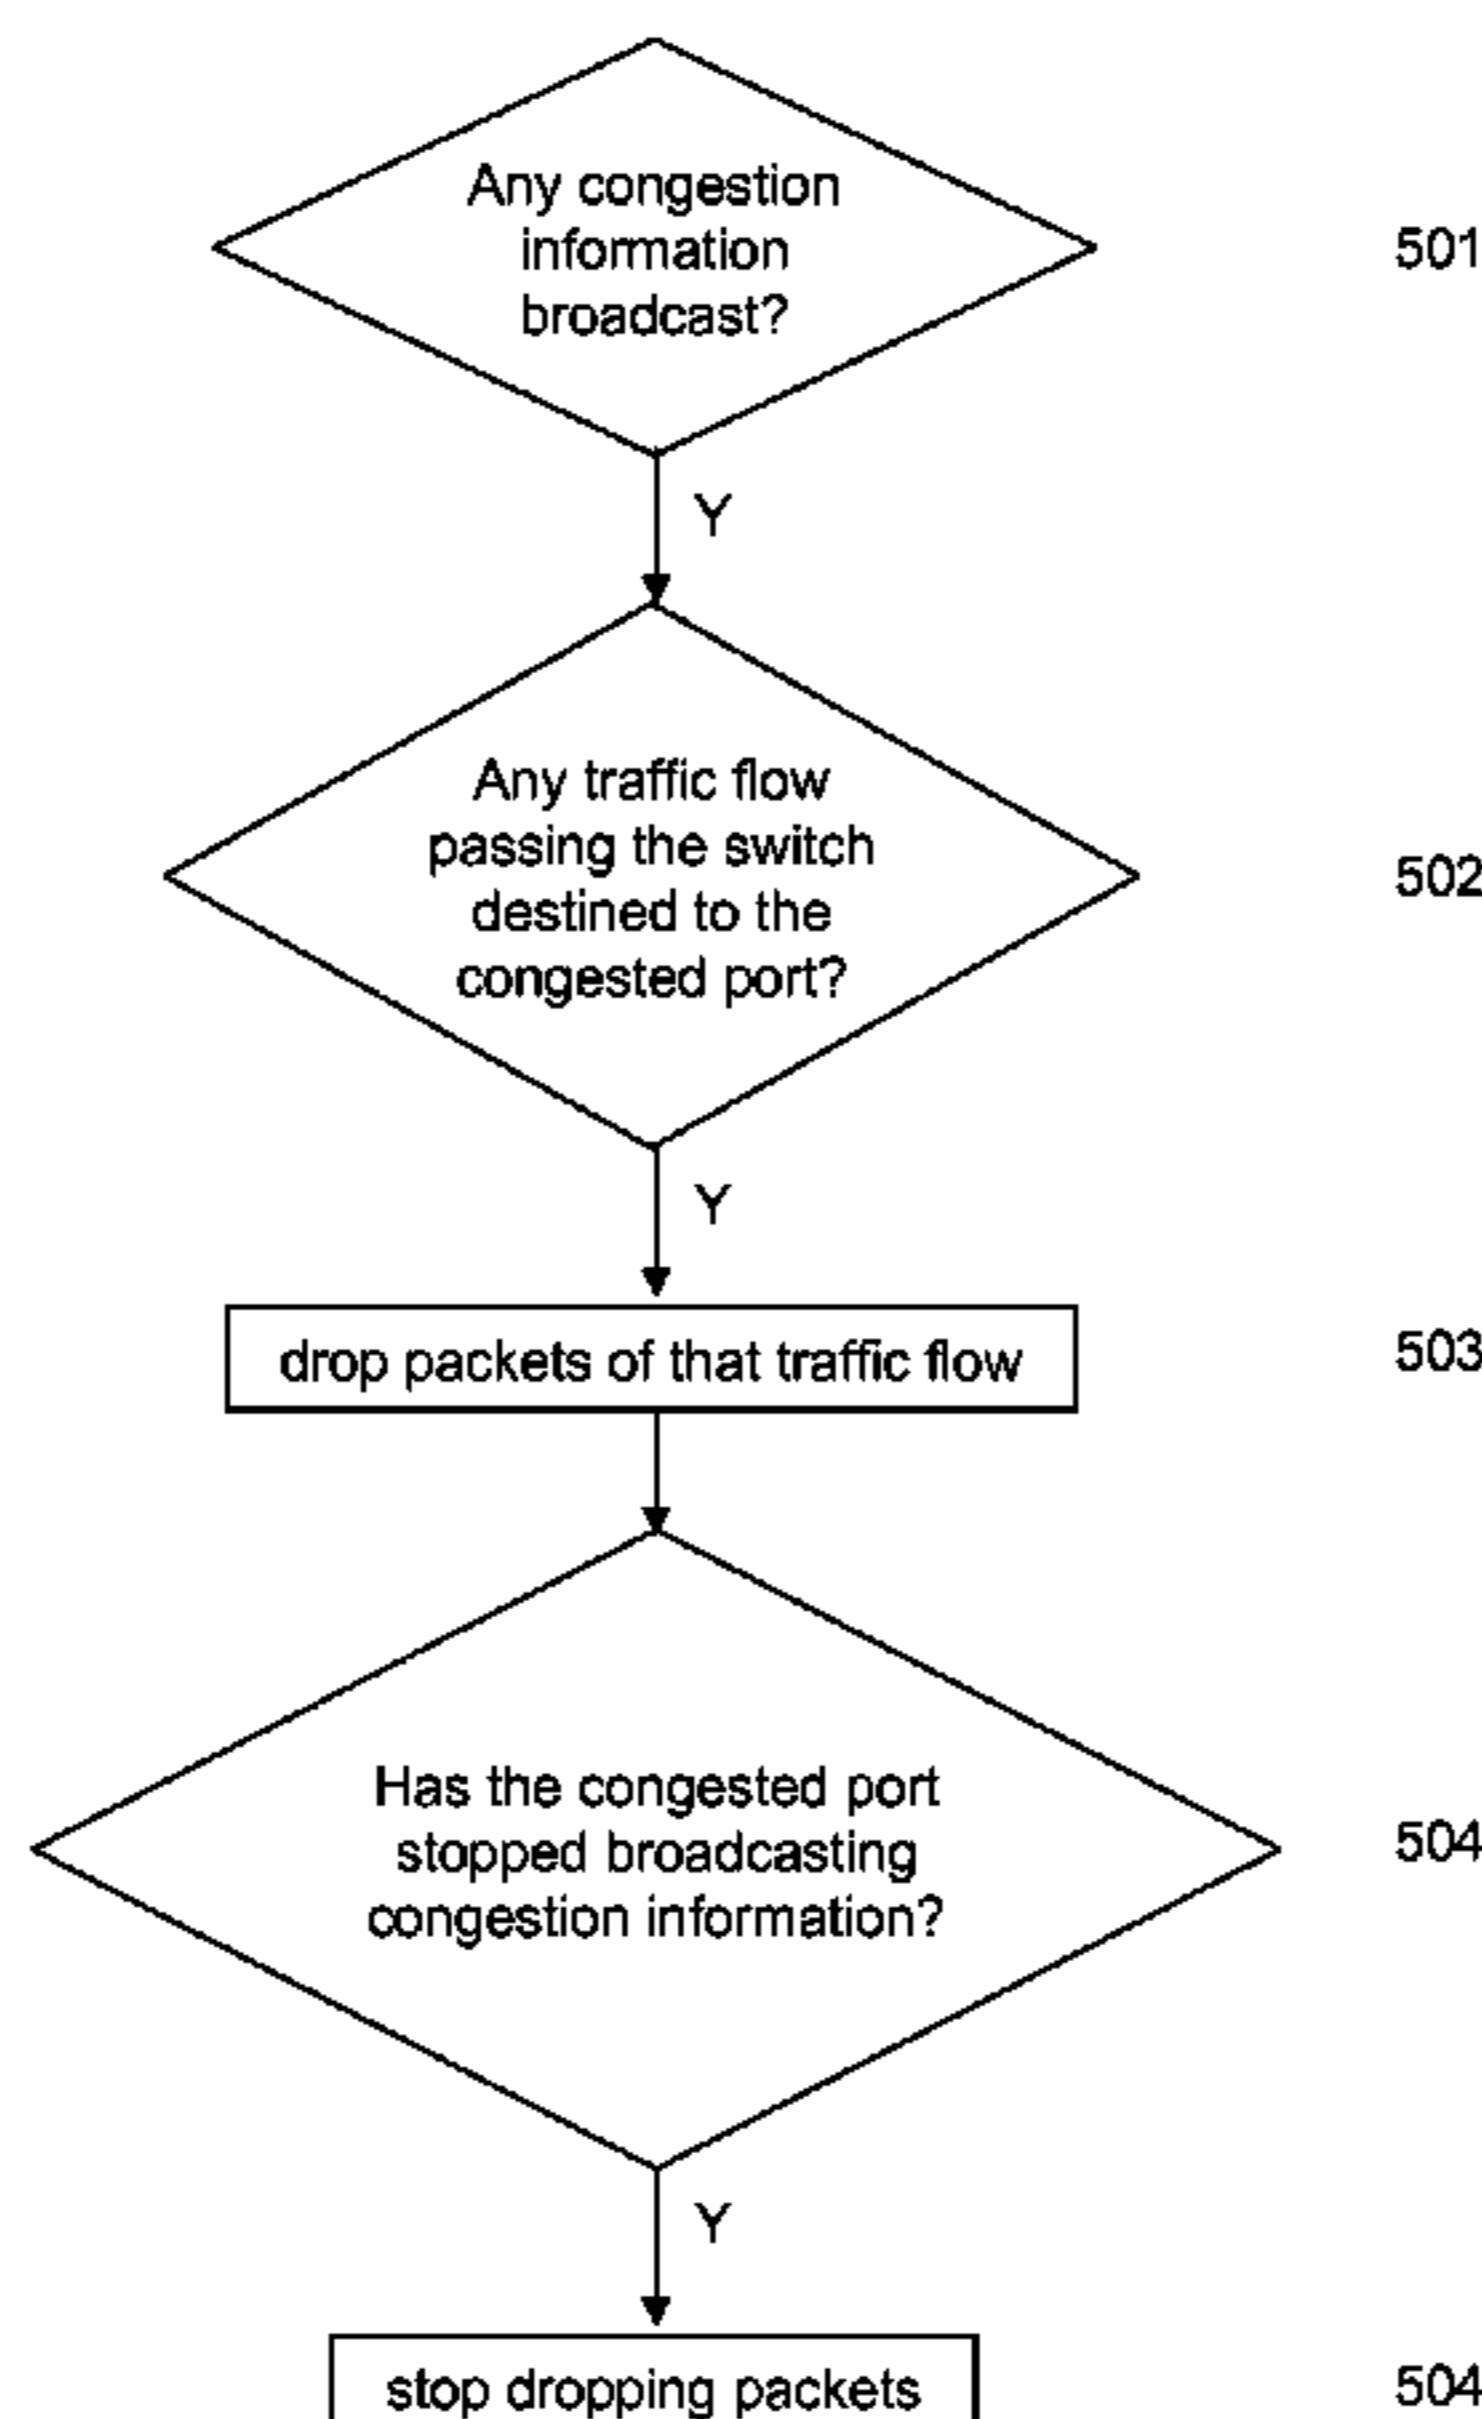 Any congestion
information
broadcast?
501
Y
Any traffic flow
passing the switch
destined to the
congested port?
502
Y
drop packets of that traffic flow
503
Has the congested port
stopped broadcasting
congestion information?
504
Y
stop dropping packets
504